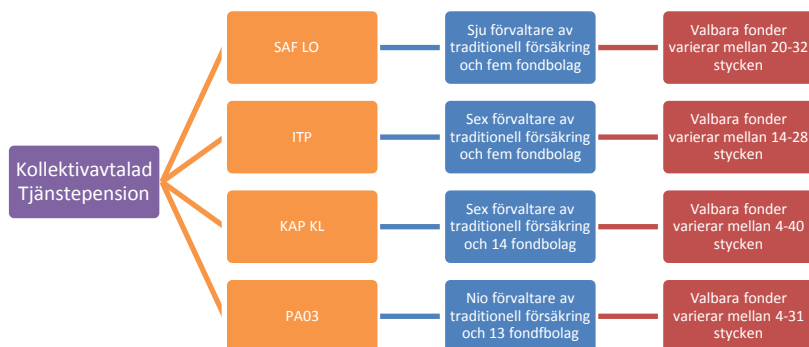 Kollektivavtalad
Tjänstepension
SAF LO
Sju förvaltare av
traditionell försäkring
och fem fondbolag
Valbara fonder
varierar mellan 20-32
stycken
ITP
Sex förvaltare av
traditionell försäkring
och fem fondbolag
Valbara fonder
varierar mellan 14-28
stycken
KAP KL
Sex förvaltare av
traditionell försäkring
och 14 fondbolag
Valbara fonder
varierar mellan 4-40
stycken
PA03
Nio förvaltare av
traditionell försäkring
och 13 fondfbolag
Valbara fonder
varierar mellan 4-31
stycken